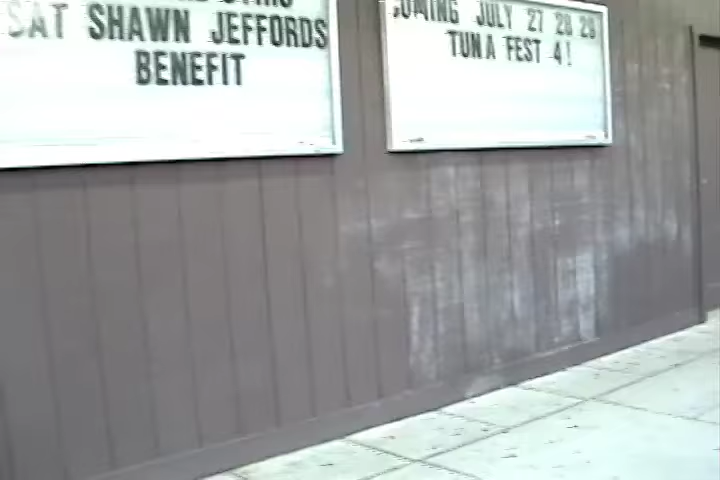 SAT SHAWN JEFFORDS
BENEFIT
COMING JULY 27 28 29
TUNA FEST 4!